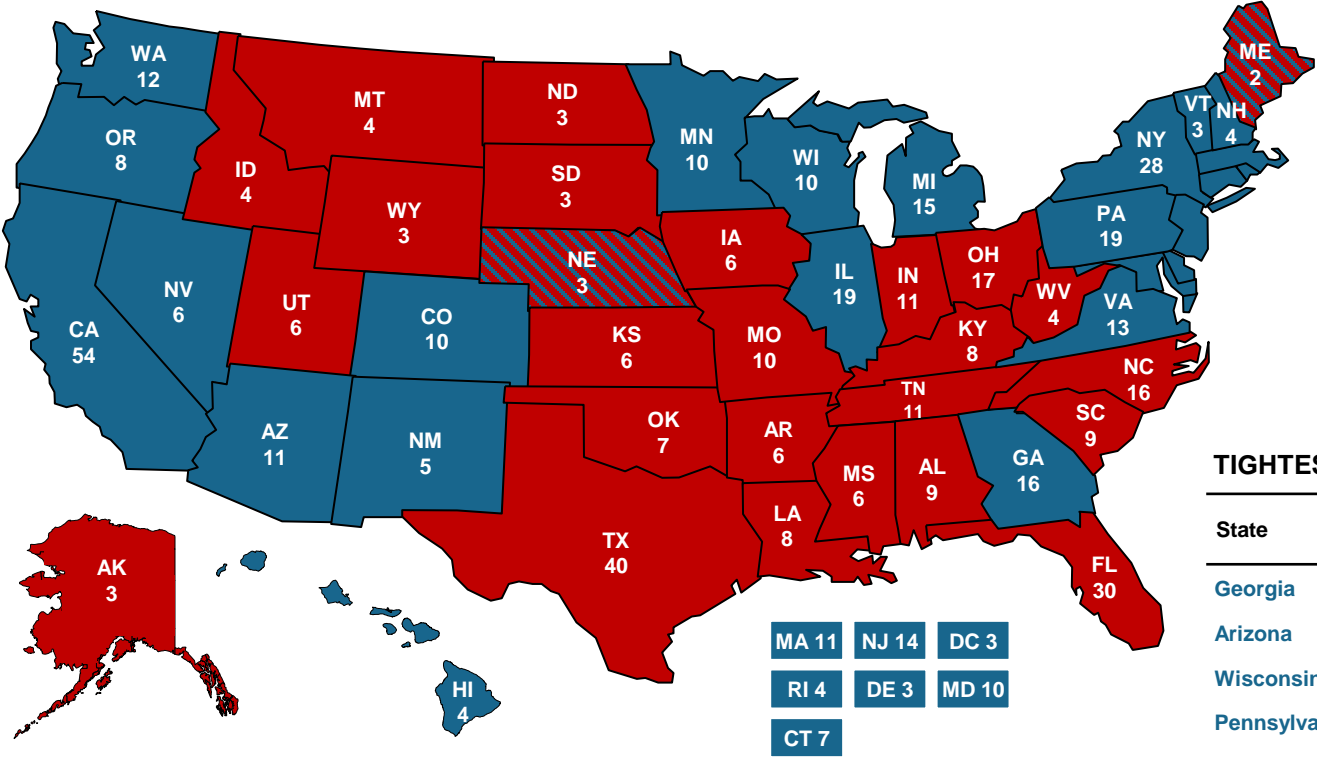 WA
12
OR
8
CA
54
NV
6
ID
4
MT
4
WY
3
UT
6
AZ
11
CO
10
NM
5
ND
3
SD
3
NE
3
KS
6
OK
7
TX
40
MN
10
IA
6
MO
10
AR
6
LA
8
WI
10
IL
19
MI
15
IN
11
OH
17
KY
8
TN
11
MS
6
AL
9
GA
16
FL
30
SC
9
NC
16
VA
13
WV
4
PA
19
NY
28
VT
3
NH
4
ME
2
AK
3
HI
4
MA 11
NJ 14
DC 3
RI 4
DE 3
MD 10
CT 7
TIGHTES
State
Georgia
Arizona
Wisconsin
Pennsylva